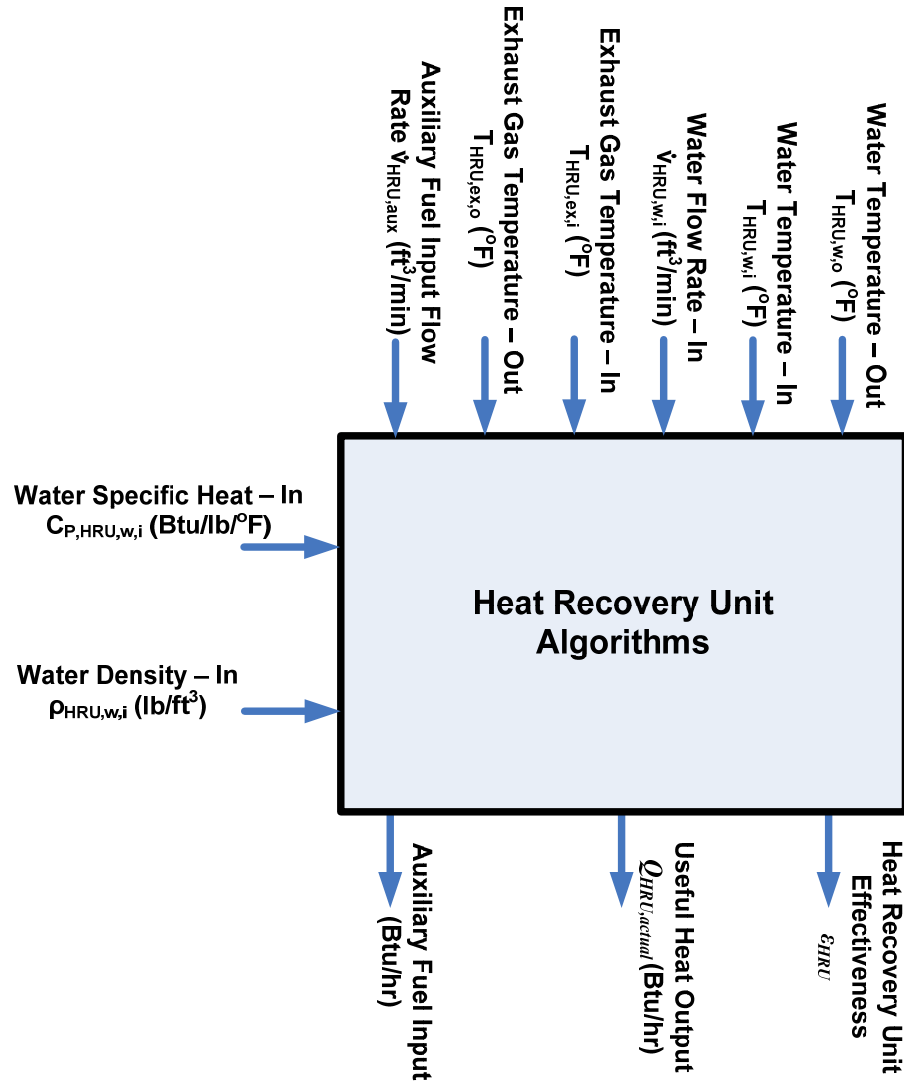 Auxiliary Fuel Input Flow
Rate v̇HRU,aux (ft³/min)
Exhaust Gas Temperature – Out
THRU,ex,o (°F)
Exhaust Gas Temperature – In
THRU,ex,i (°F)
Water Flow Rate – In
v̇HRU,w,i (ft³/min)
Water Temperature – In
THRU,w,i (°F)
Water Temperature – Out
THRU,w,o (°F)
Water Specific Heat – In
CP,HRU,w,i (Btu/lb/°F)
Water Density – In
ρHRU,w,i (lb/ft³)
Heat Recovery Unit
Algorithms
Auxiliary Fuel Input
(Btu/hr)
Useful Heat Output
QHRU,actual (Btu/hr)
Heat Recovery Unit
Effectiveness
εHRU